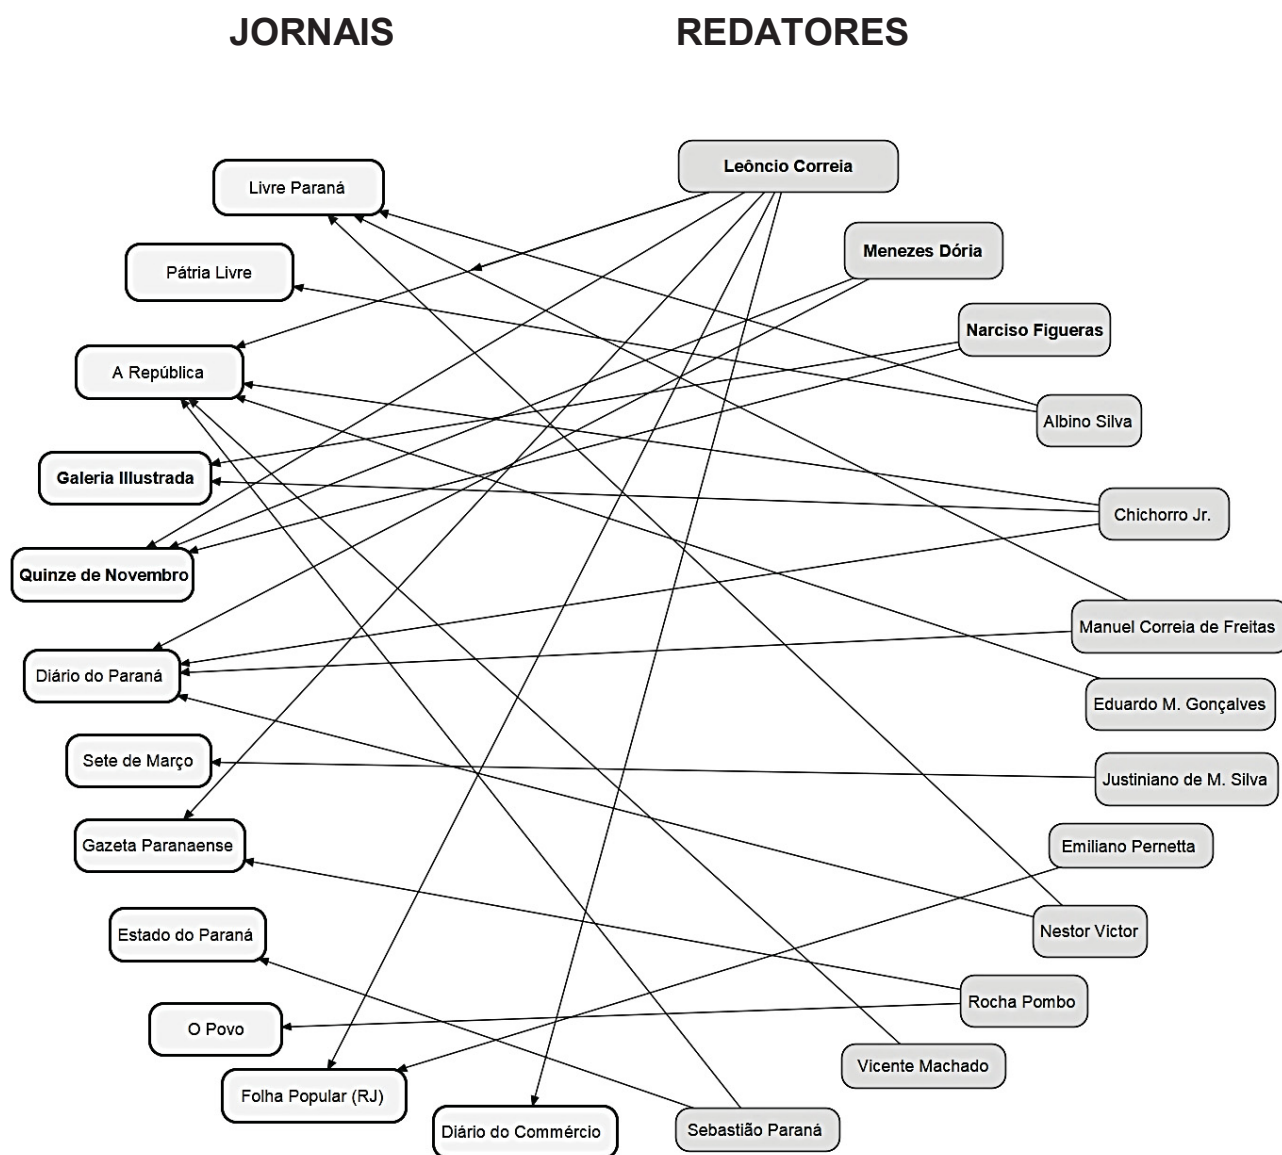 JORNAIS
REDATORES
Livre Paraná
Pátria Livre
A República
Galeria Illustrada
Quinze de Novembro
Diário do Paraná
Sete de Março
Gazeta Paranaense
Estado do Paraná
O Povo
Folha Popular (RJ)
Diário do Commércio
Leôncio Correia
Menezes Dória
Narciso Figueras
Albino Silva
Chichorro Jr.
Manuel Correia de Freitas
Eduardo M. Gonçalves
Justiniano de M. Silva
Emiliano Pernetta
Nestor Victor
Rocha Pombo
Vicente Machado
Sebastião Paraná